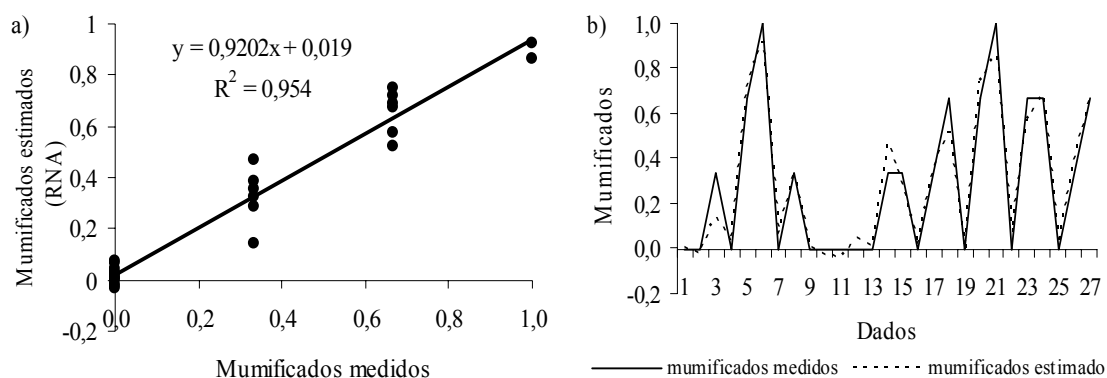 a)
Mumificados estimados
(RNA)
1
0,8
0,6
0,4
0,2
0
-0,2
y = 0,9202x + 0,019
R² = 0,954
0,0 0,2 0,4 0,6 0,8 1,0
Mumificados medidos
b)
Mumificados
1,0
0,8
0,6
0,4
0,2
0,0
-0,2
1 3 5 7 9 11 13 15 17 19 21 23 25 27
Dados
mumificados medidos mumificados estimado